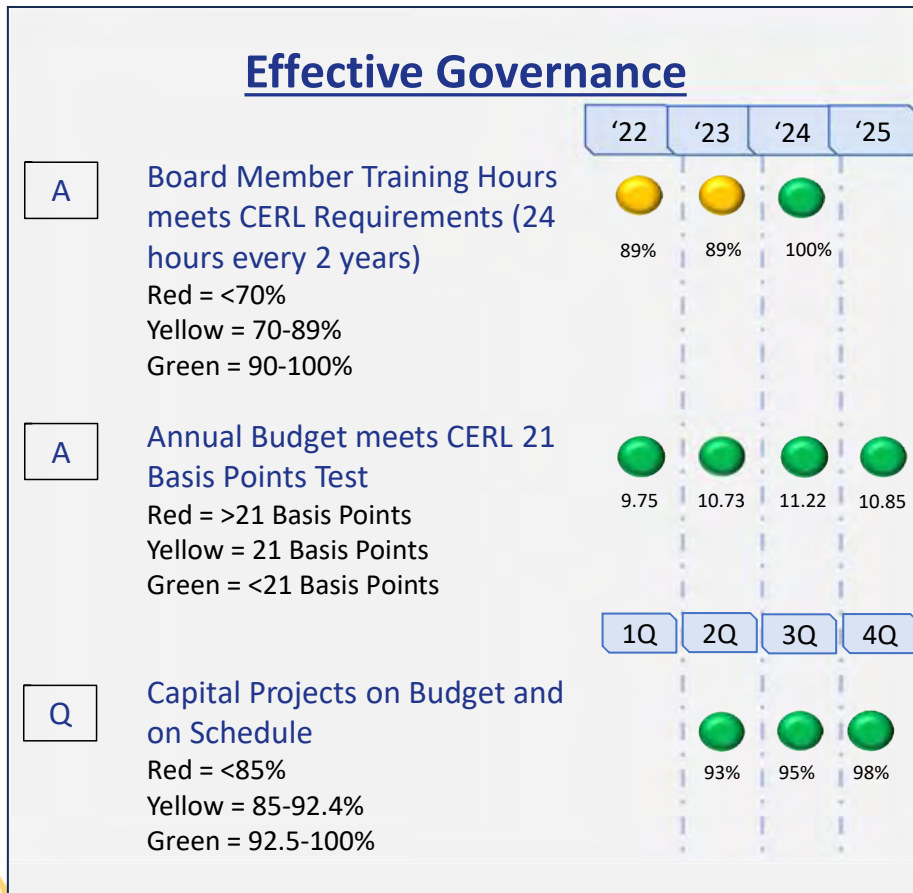 Effective Governance
‘22 ‘23 ‘24 ‘25
A
Board Member Training Hours
meets CERL Requirements (24
hours every 2 years)
Red = <70%
Yellow = 70-89%
Green = 90-100%
89% 89% 100%
A
Annual Budget meets CERL 21
Basis Points Test
Red = >21 Basis Points
Yellow = 21 Basis Points
Green = <21 Basis Points
9.75 10.73 11.22 10.85
1Q 2Q 3Q 4Q
Q
Capital Projects on Budget and
on Schedule
Red = <85%
Yellow = 85-92.4%
Green = 92.5-100%
93% 95% 98%